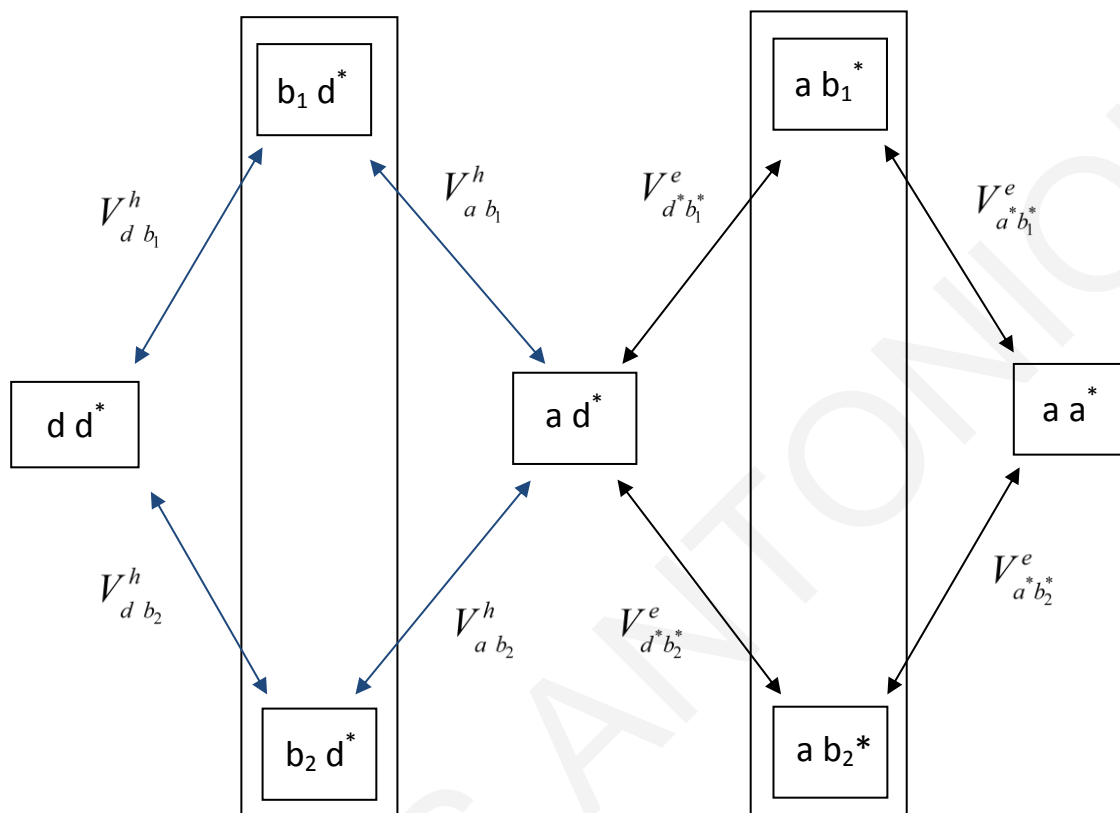 b₁ d* a b₁*
V^h_{d b₁} V^h_{a b₁} V^e_{d* b₁*} V^e_{a* b₁*}
d d* a d* a a*
V^h_{d b₂} V^h_{a b₂} V^e_{d* b₂*} V^e_{a* b₂*}
b₂ d* a b₂*
ANTONIO